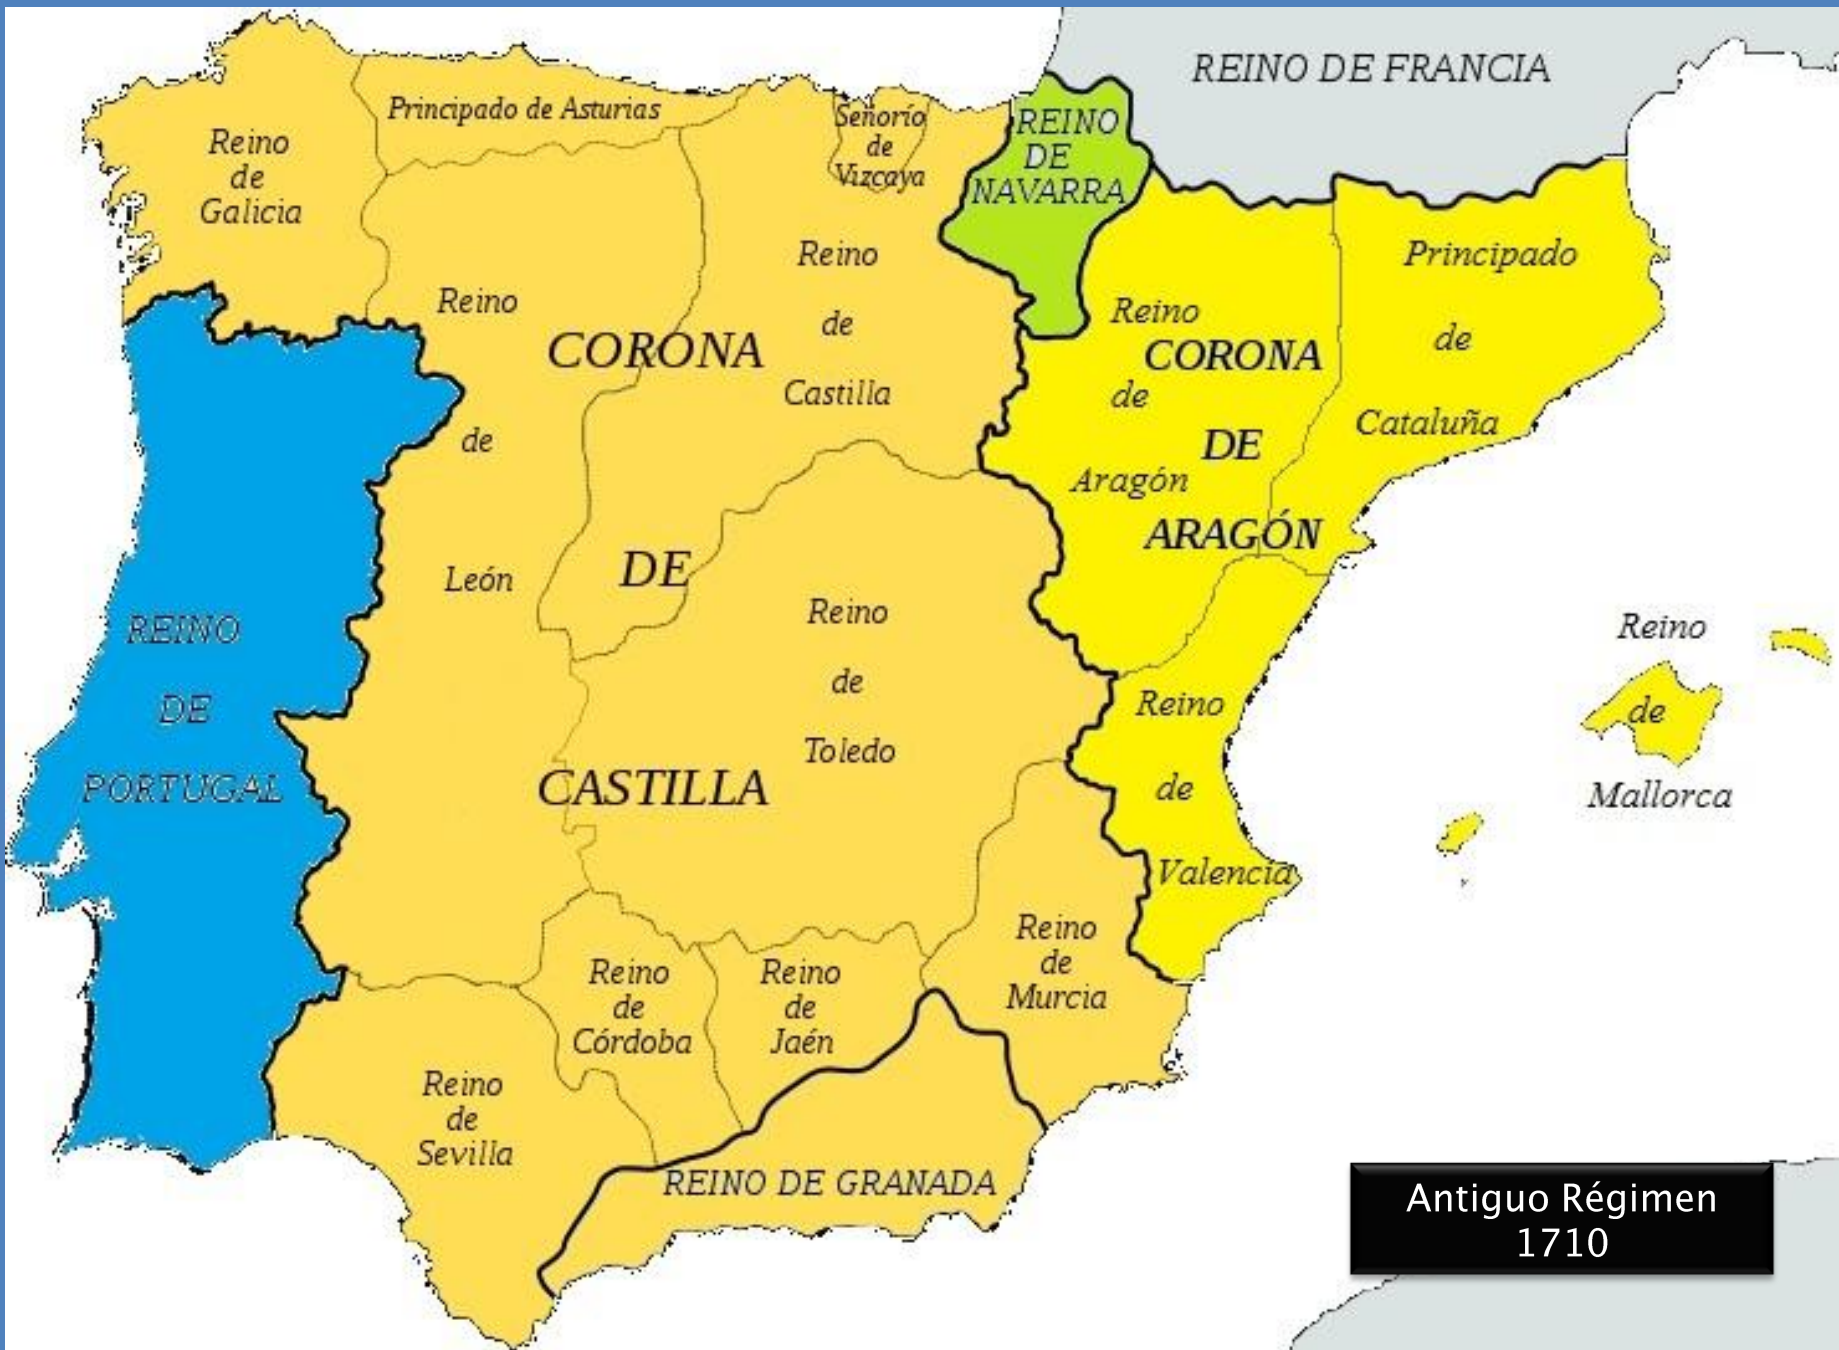 REINO DE FRANCIA
Principado de Asturias
Señorío
de
Vizcaya
REINO
DE
NAVARRA
Reino
de
Galicia
Reino
de
León
Reino
de
Castilla
CORONA
DE
CASTILLA
Reino
de
Aragón
CORONA
DE
ARAGÓN
Principado
de
Cataluña
REINO
DE
PORTUGAL
Reino
de
Toledo
Reino
de
Valencia
Reino
de
Mallorca
Reino
de
Murcia
Reino
de
Córdoba
Reino
de
Jaén
Reino
de
Sevilla
REINO DE GRANADA
Antiguo Régimen
1710